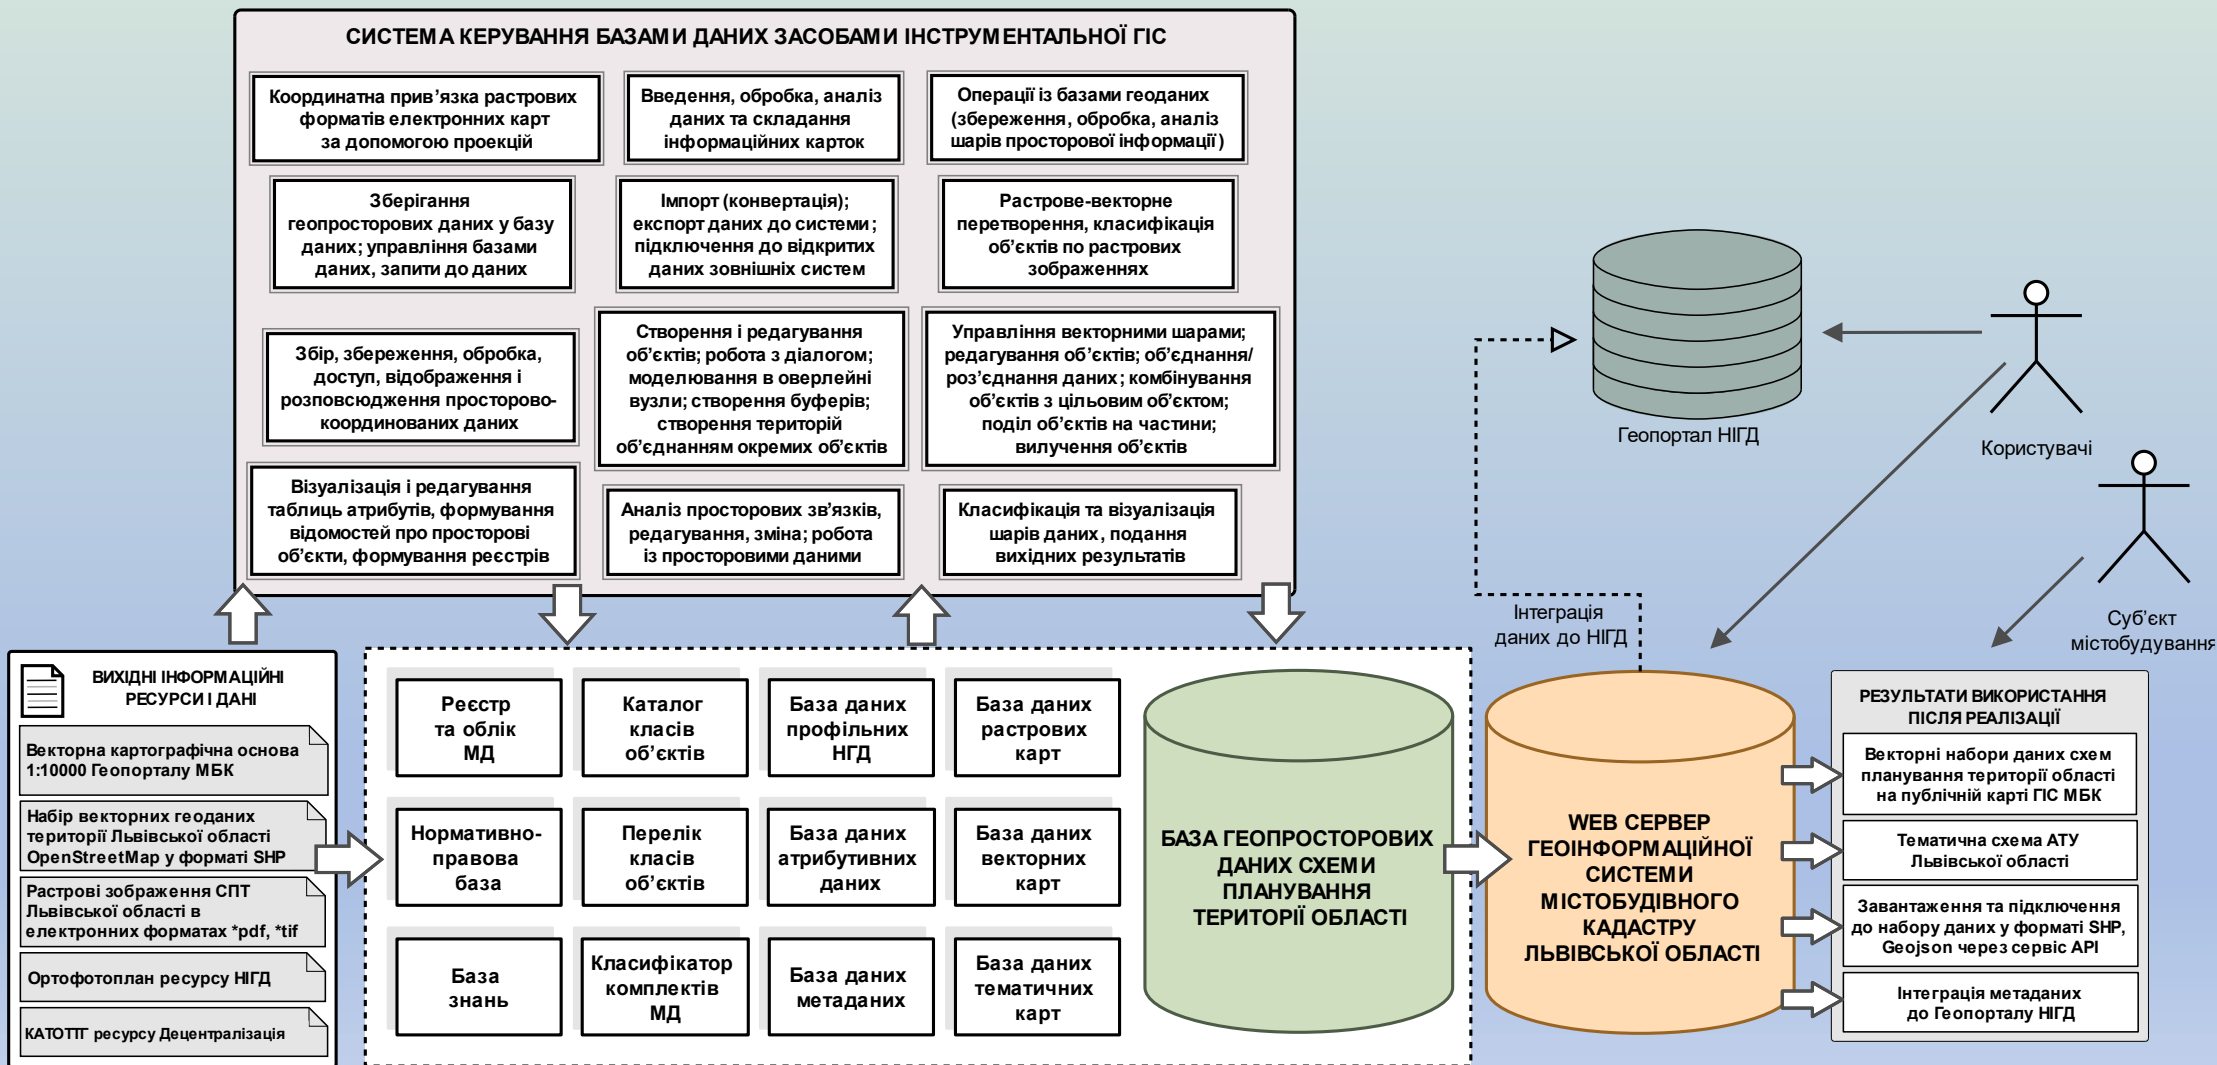 СИСТЕМА КЕРУВАННЯ БАЗАМИ ДАНИХ ЗАСОБАМИ ІНСТРУМЕНТАЛЬНОЇ ГІС
Координатна прив’язка растрових
форматів електронних карт
за допомогою проекцій
Введення, обробка, аналіз
даних та складання
інформаційних карток
Операції із базами геоданих
(збереження, обробка, аналіз
шарів просторової інформації)
Зберігання
геопросторових даних у базу
даних; управління базами
даних, запити до даних
Імпорт (конвертація);
експорт даних до системи;
підключення до відкритих
даних зовнішніх систем
Растрове-векторне
перетворення, класифікація
об’єктів по растрових
зображеннях
Збір, збереження, обробка,
доступ, відображення і
розповсюдження просторово-
координованих даних
Створення і редагування
об’єктів; робота з діалогом;
моделювання в оверлейні
вузли; створення буферів;
створення територій
об’єднанням окремих об’єктів
Управління векторними шарами;
редагування об’єктів; об’єднання/
роз’єднання даних; комбінування
об’єктів з цільовим об’єктом;
поділ об’єктів на частини;
вилучення об’єктів
Візуалізація і редагування
таблиць атрибутів, формування
відомостей про просторові
об’єкти, формування реєстрів
Аналіз просторових зв’язків,
редагування, зміна; робота
із просторовими даними
Класифікація та візуалізація
шарів даних, подання
вихідних результатів
Геопортал НІГД
Користувачі
Суб’єкт
містобудування
Інтеграція
даних до НІГД
ВИХІДНІ ІНФОРМАЦІЙНІ
РЕСУРСИ І ДАНІ
Векторна картографічна основа
1:10000 Геопорталу МБК
Набір векторних геоданих
території Львівської області
OpenStreetMap у форматі SHP
Растрові зображення СПТ
Львівської області в
електронних форматах *pdf, *tif
Ортофотоплан ресурсу НІГД
КАТОТТГ ресурсу Децентралізація
Реєстр
та облік
МД
Каталог
класів
об’єктів
База даних
профільних
НГД
База даних
растрових
карт
Нормативно-
правова
база
Перелік
класів
об’єктів
База даних
атрибутивних
даних
База даних
векторних
карт
База
знань
Класифікатор
комплектів
МД
База даних
метаданих
База даних
тематичних
карт
БАЗА ГЕОПРОСТОРОВИХ
ДАНИХ СХЕМИ
ПЛАНУВАННЯ
ТЕРИТОРІЇ ОБЛАСТІ
WEB СЕРВЕР
ГЕОІНФОРМАЦІЙНОЇ
СИСТЕМИ
МІСТОБУДІВНОГО
КАДАСТРУ
ЛЬВІВСЬКОЇ ОБЛАСТІ
РЕЗУЛЬТАТИ ВИКОРИСТАННЯ
ПІСЛЯ РЕАЛІЗАЦІЇ
Векторні набори даних схем
планування території області
на публічній карті ГІС МБК
Тематична схема АТУ
Львівської області
Завантаження та підключення
до набору даних у форматі SHP,
Geojson через сервіс API
Інтеграція метаданих
до Геопорталу НІГД